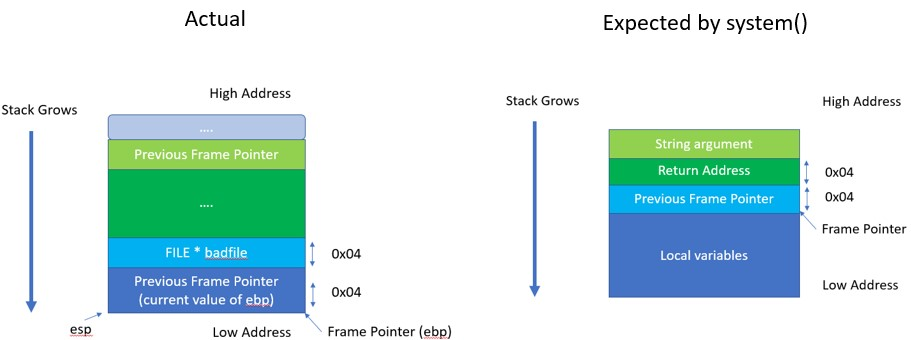 Actual
Expected by system()
High Address
Stack Grows
....
Previous Frame Pointer
....
FILE * badfile
0x04
Previous Frame Pointer
(current value of ebp)
0x04
esp
Low Address
Frame Pointer (ebp)
Stack Grows
High Address
String argument
Return Address
0x04
Previous Frame Pointer
0x04
Frame Pointer
Local variables
Low Address